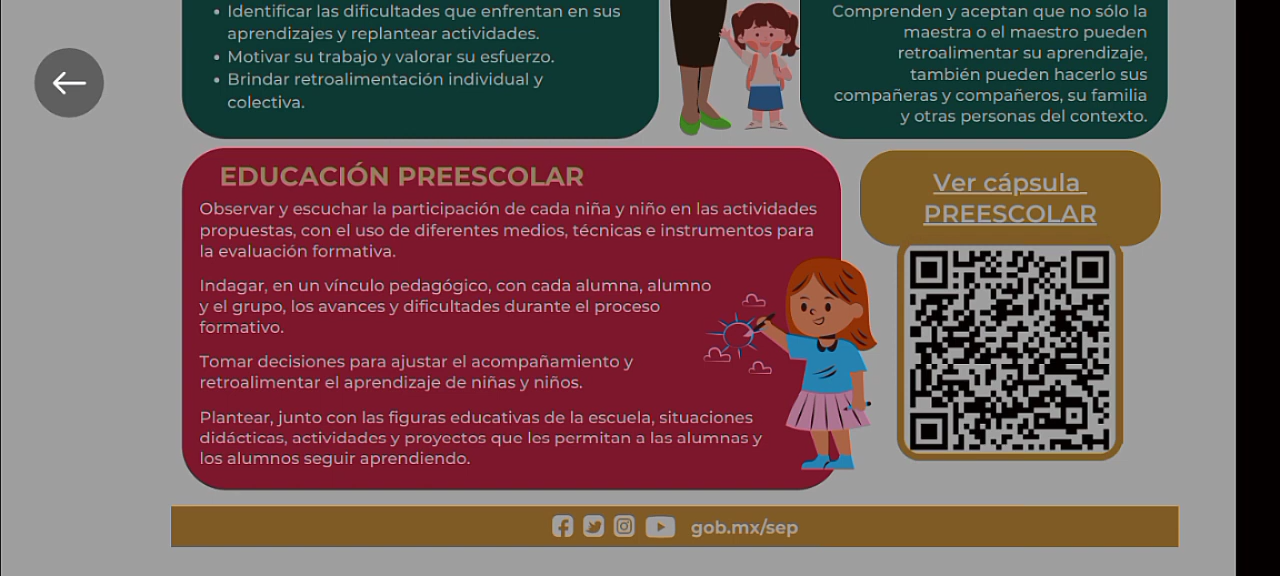 • Identificar las dificultades que enfrentan en sus
aprendizajes y replantear actividades.
• Motivar su trabajo y valorar su esfuerzo.
• Brindar retroalimentación individual y
colectiva.
Comprenden y aceptan que no sólo la
maestra o el maestro pueden
retroalimentar su aprendizaje,
también pueden hacerlo sus
compañeras y compañeros, su familia
y otras personas del contexto.
EDUCACIÓN PREESCOLAR
Observar y escuchar la participación de cada niña y niño en las actividades
propuestas, con el uso de diferentes medios, técnicas e instrumentos para
la evaluación formativa.
Indagar, en un vínculo pedagógico, con cada alumna, alumno
y el grupo, los avances y dificultades durante el proceso
formativo.
Tomar decisiones para ajustar el acompañamiento y
retroalimentar el aprendizaje de niñas y niños.
Plantear, junto con las figuras educativas de la escuela, situaciones
didácticas, actividades y proyectos que les permitan a las alumnas y
los alumnos seguir aprendiendo.
Ver cápsula
PREESCOLAR
gob.mx/sep